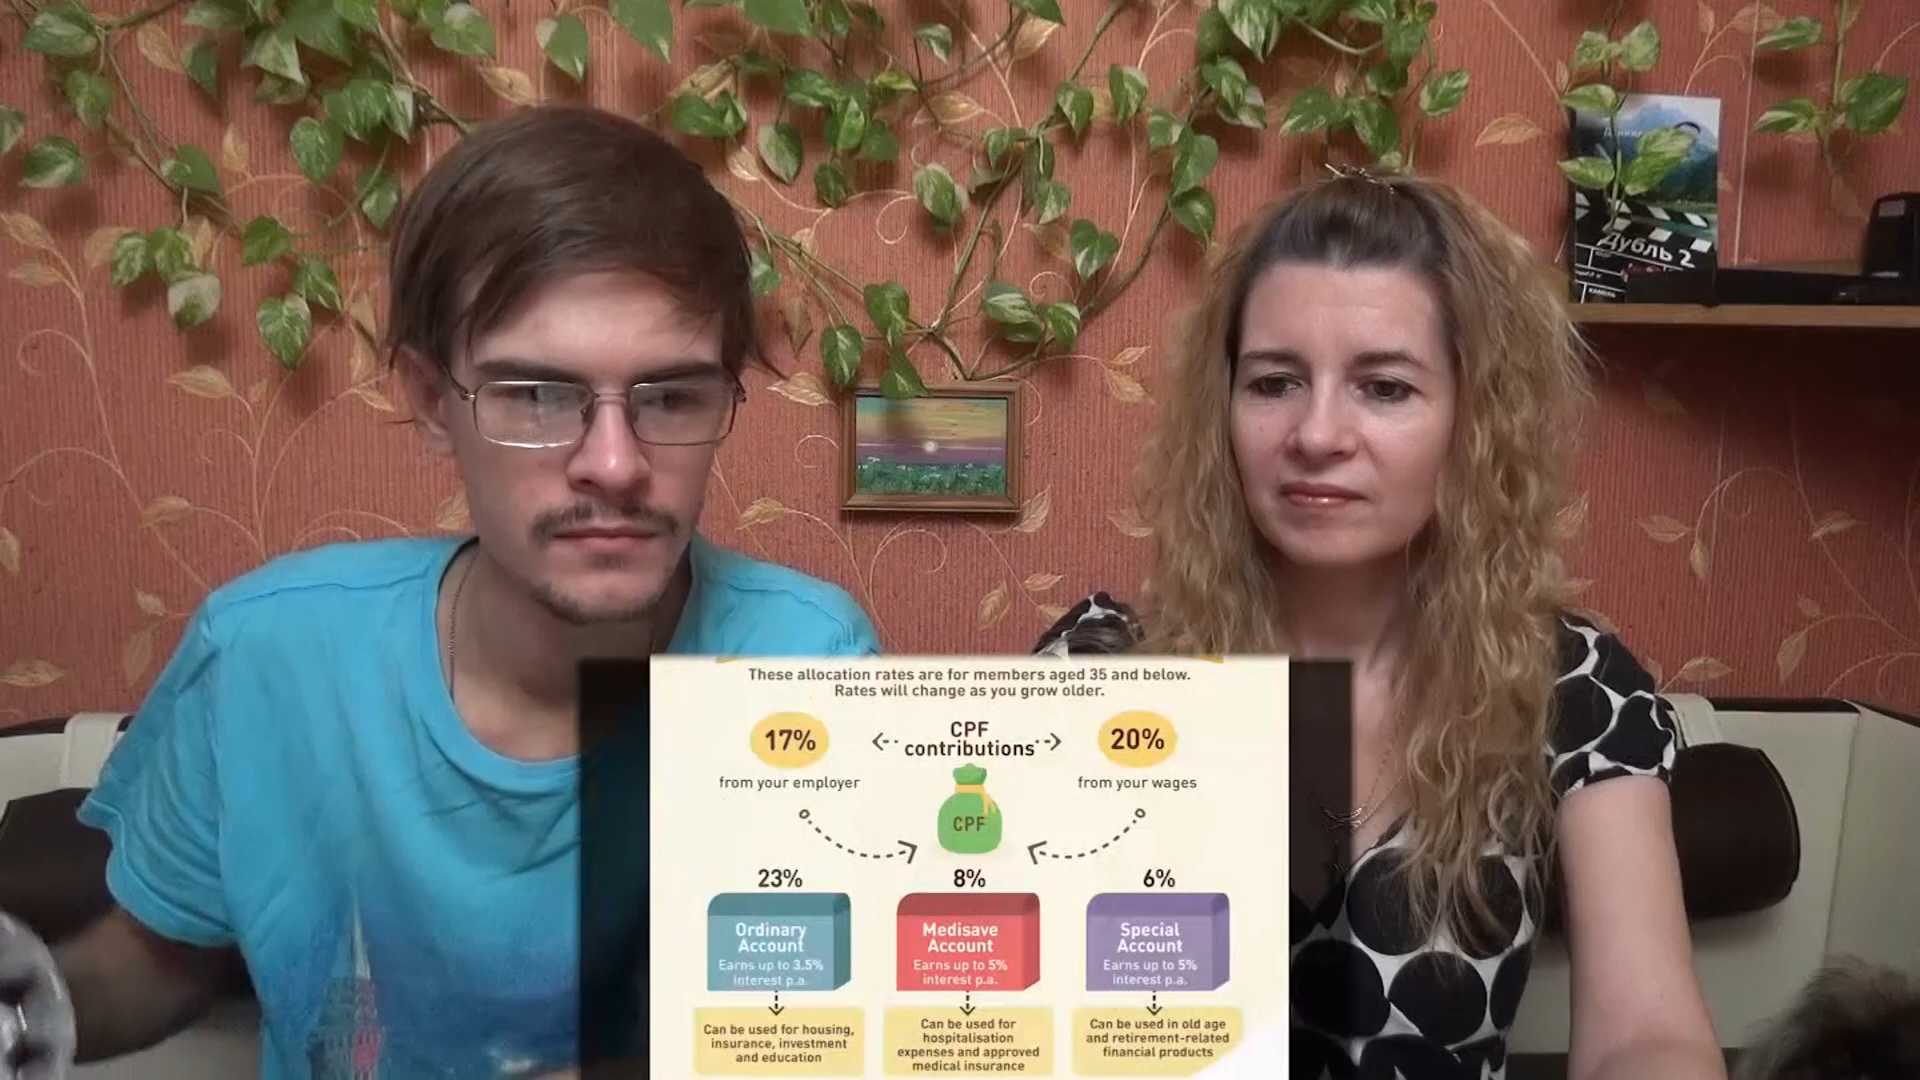 Дубль 2
These allocation rates are for members aged 35 and below.
Rates will change as you grow older.
17%
CPF
contributions
20%
from your employer
from your wages
CPF
23%
8%
6%
Ordinary
Account
Earns up to 3.5%
interest p.a.
Medisave
Account
Earns up to 5%
interest p.a.
Special
Account
Earns up to 5%
interest p.a.
Can be used for housing,
insurance, investment
and education
Can be used for
hospitalisation
expenses and approved
medical insurance
Can be used in old age
and retirement-related
financial products